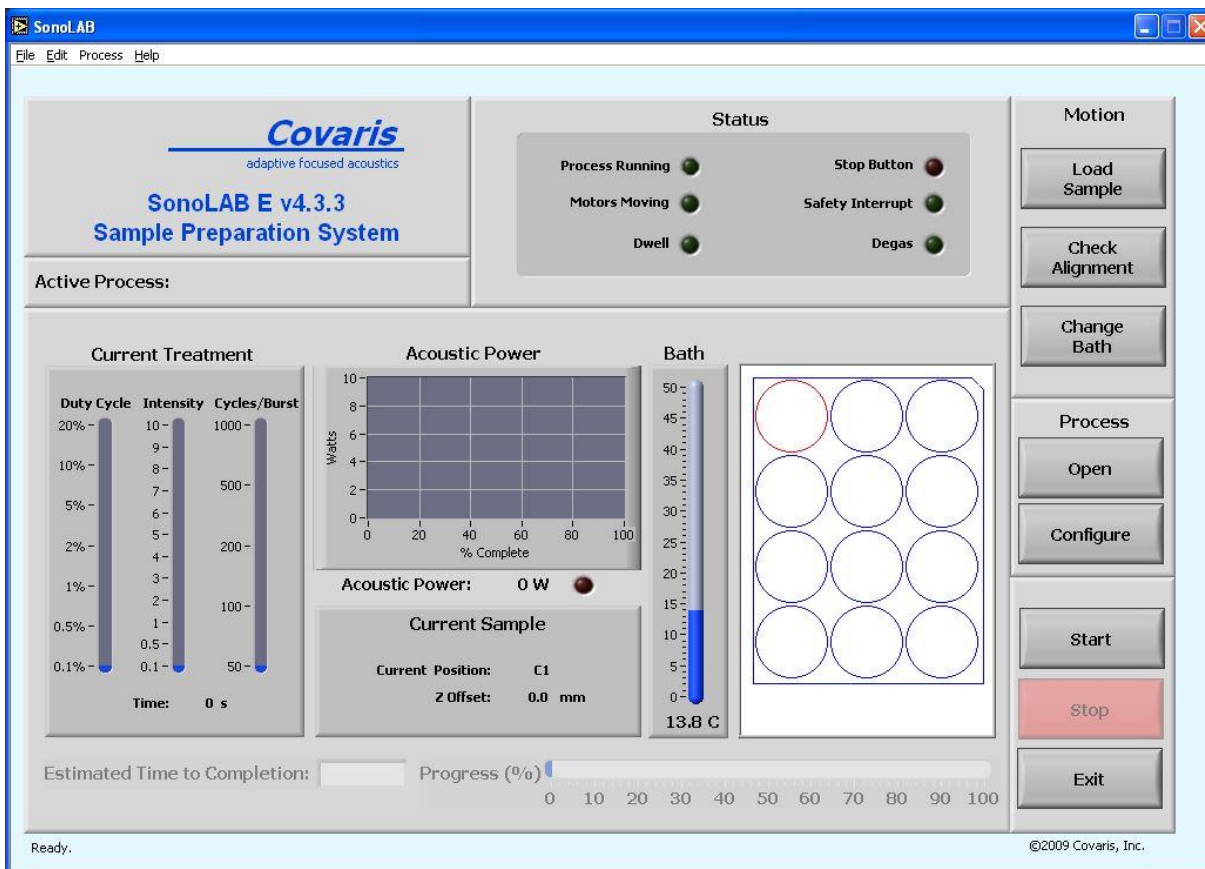 SonoLAB
File Edit Process Help
Covaris
adaptive focused acoustics
SonoLAB E v4.3.3
Sample Preparation System
Active Process:
Status
Process Running
Stop Button
Motors Moving
Safety Interrupt
Dwell
Degas
Current Treatment
Duty Cycle Intensity Cycles/Burst
20%
10%
5%
2%
1%
0.5%
0.1%
10
9
8
7
6
5
4
3
2
1
0.5
0.1
1000
500
200
100
50
Time: 0 s
Acoustic Power
Watts
10
8
6
4
2
0
0 20 40 60 80 100
% Complete
Acoustic Power: 0 W
Current Sample
Current Position: C1
Z Offset: 0.0 mm
Bath
50
45
40
35
30
25
20
15
10
5
0
13.8 C
Estimated Time to Completion:
Progress (%)
0 10 20 30 40 50 60 70 80 90 100
Motion
Load
Sample
Check
Alignment
Change
Bath
Process
Open
Configure
Start
Stop
Exit
Ready.
©2009 Covaris, Inc.